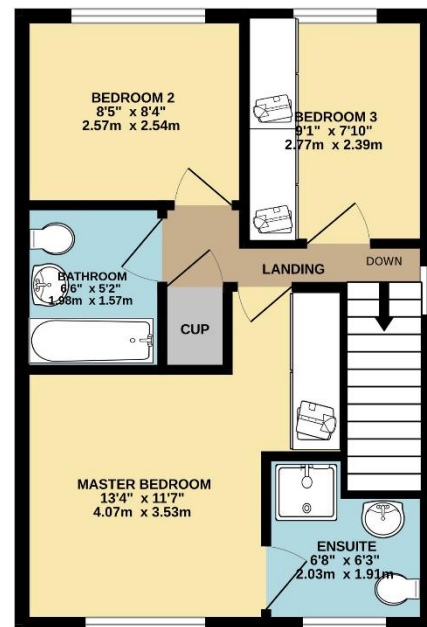 BEDROOM 2
8'5" x 8'4"
2.57m x 2.54m
BEDROOM 3
9'1" x 7'10"
2.77m x 2.39m
BATHROOM
6'6" x 5'2"
1.98m x 1.57m
LANDING
DOWN
CUP
MASTER BEDROOM
13'4" x 11'7"
4.07m x 3.53m
ENSUITE
6'8" x 6'3"
2.03m x 1.91m